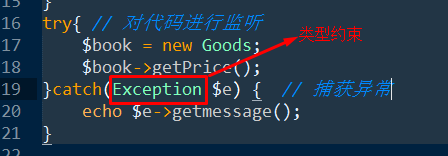 15 }
16 try{ // 对代码进行监听
17 $book = new Goods;
18 $book->getPrice();
类型约束
19 }catch(Exception $e) { // 捕获异常
20 echo $e->getmessage();
21 }